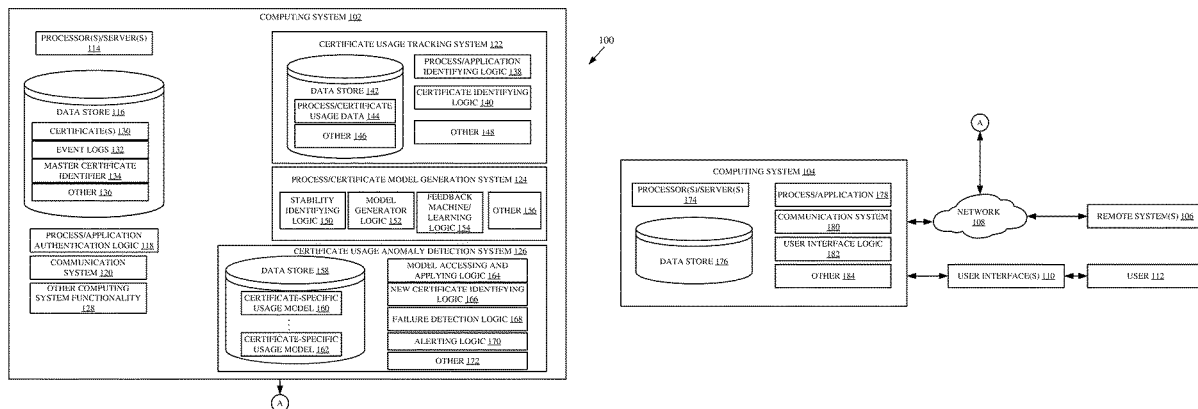 COMPUTING SYSTEM 102
PROCESSOR(S)/SERVER(S)
114
DATA STORE 116
CERTIFICATE(S) 130
EVENT LOGS 132
MASTER CERTIFICATE
IDENTIFIER
134
OTHER 136
PROCESS/APPLICATION
AUTHENTICATION LOGIC 118
COMMUNICATION
SYSTEM 120
OTHER COMPUTING
SYSTEM FUNCTIONALITY
128
CERTIFICATE USAGE TRACKING SYSTEM 122
DATA STORE 142
PROCESS/CERTIFICATE
USAGE DATA
144
OTHER 146
PROCESS/APPLICATION
IDENTIFYING LOGIC 138
CERTIFICATE IDENTIFYING
LOGIC 140
OTHER 148
PROCESS/CERTIFICATE MODEL GENERATION SYSTEM 124
STABILITY
IDENTIFYING
LOGIC 150
MODEL
GENERATOR
LOGIC 152
FEEDBACK
MACHINE/
LEARNING
LOGIC 154
OTHER 156
CERTIFICATE USAGE ANOMALY DETECTION SYSTEM 126
DATA STORE 158
CERTIFICATE-SPECIFIC
USAGE MODEL 160
CERTIFICATE-SPECIFIC
USAGE MODEL 162
MODEL ACCESSING AND
APPLYING LOGIC 164
NEW CERTIFICATE IDENTIFYING
LOGIC 166
FAILURE DETECTION LOGIC 168
ALERTING LOGIC 170
OTHER 172
A
100
A
COMPUTING SYSTEM 104
PROCESSOR(S)/SERVER(S)
174
DATA STORE 176
PROCESS/APPLICATION 178
COMMUNICATION SYSTEM
180
USER INTERFACE LOGIC
182
OTHER 184
NETWORK
108
REMOTE SYSTEM(S) 106
USER INTERFACE(S) 110
USER 112